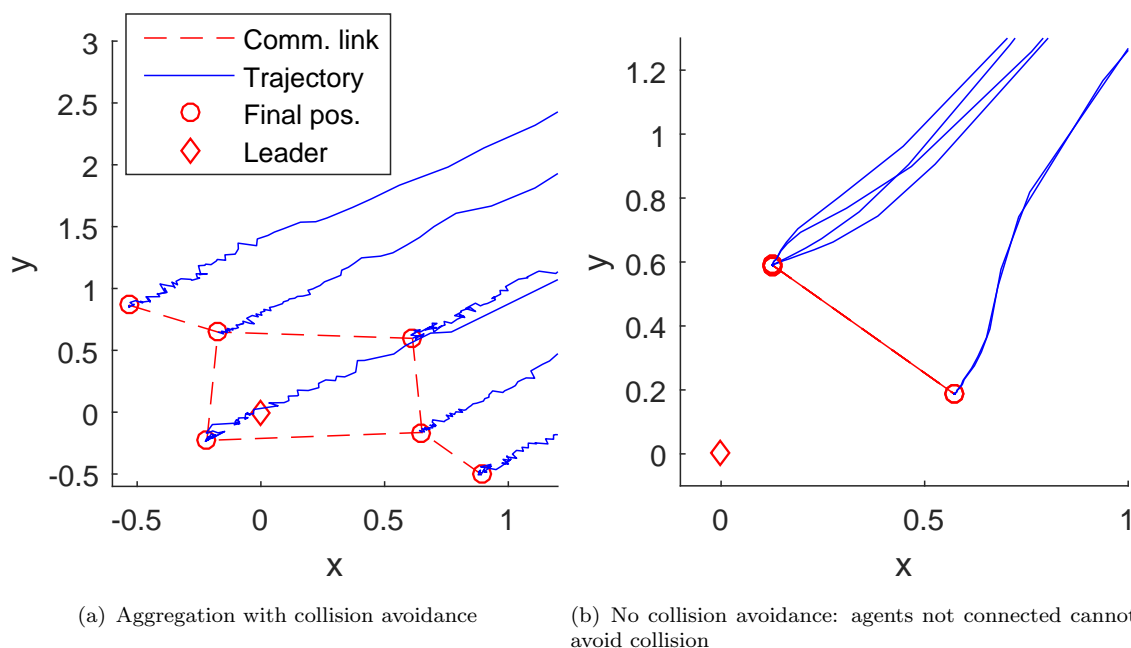 3
2.5
2
1.5
1
0.5
0
-0.5
y
-0.5 0 0.5 1
x
Comm. link
Trajectory
Final pos.
Leader
1.2
1
0.8
0.6
0.4
0.2
0
y
0 0.5 1
x
(a) Aggregation with collision avoidance
(b) No collision avoidance: agents not connected cannot
avoid collision